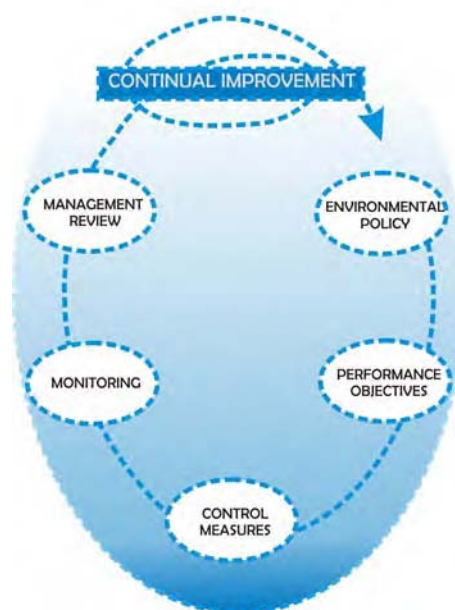 CONTINUAL IMPROVEMENT
MANAGEMENT
REVIEW
ENVIRONMENTAL
POLICY
MONITORING
PERFORMANCE
OBJECTIVES
CONTROL
MEASURES